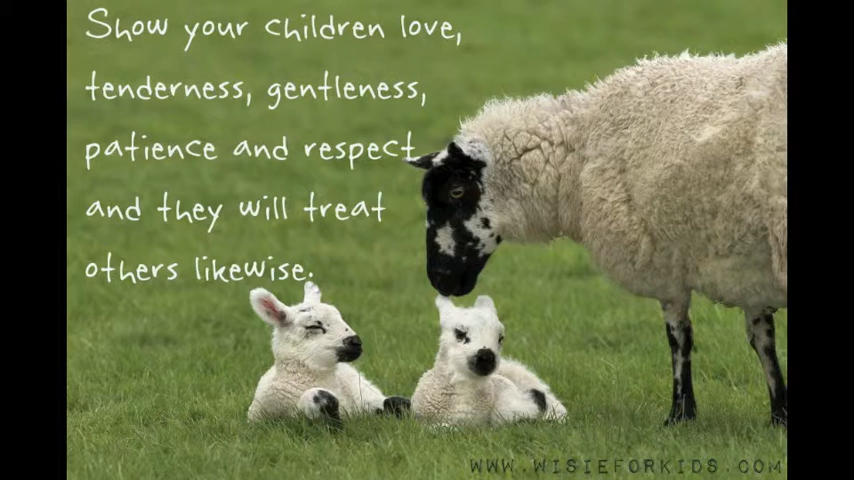 Show your children love,
tenderness, gentleness,
patience and respect
and they will treat
others likewise.
WWW.WISIEFORKIDS.COM